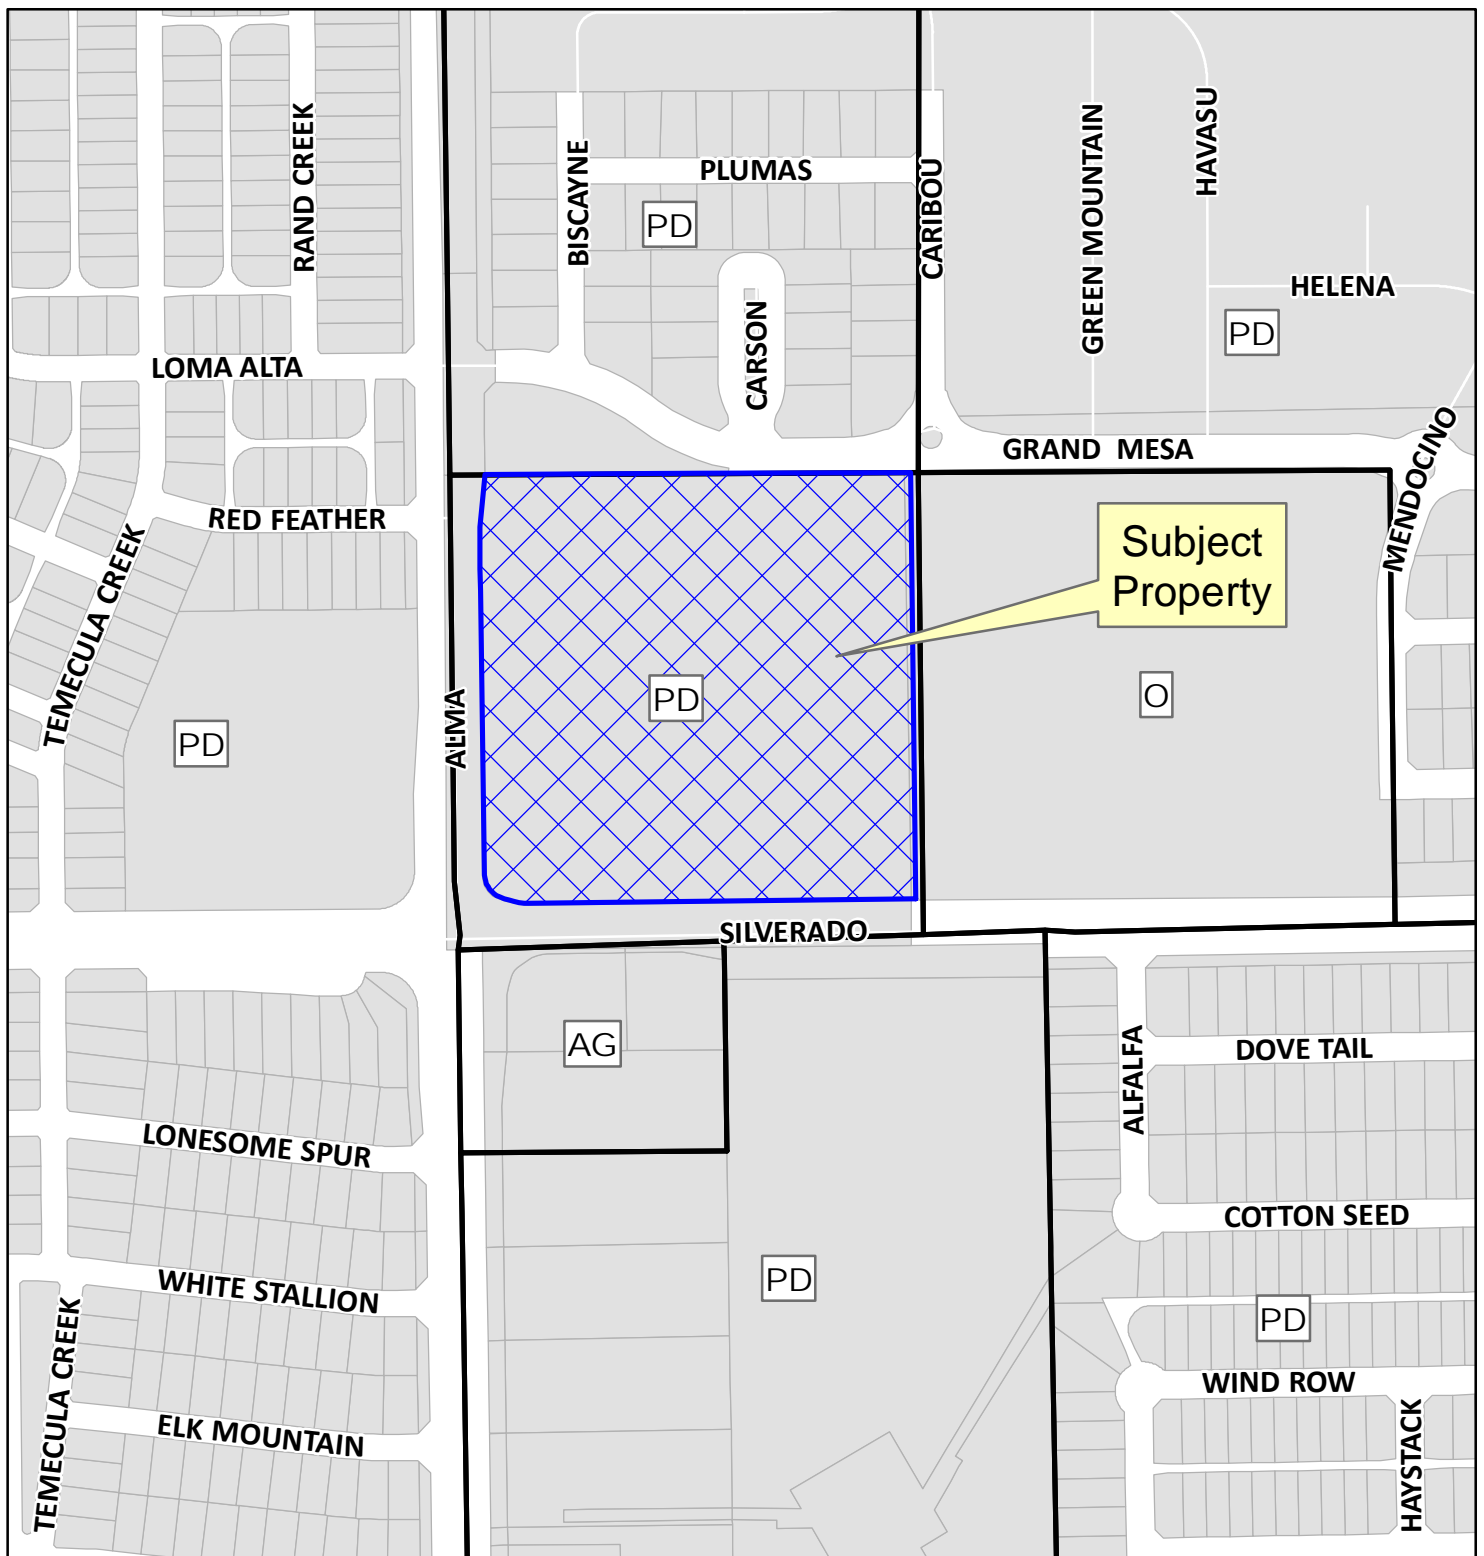 RAND CREEK
BISCAYNE
PLUMAS
PD
CARIBOU
GREEN MOUNTAIN
HAVASU
HELENA
PD
CARSON
LOMA ALTA
GRAND MESA
MENDOCINO
RED FEATHER
TEMECULA CREEK
Subject
Property
PD
ALMA
PD
O
SILVERADO
AG
ALFALFA
DOVE TAIL
LONESOME SPUR
COTTON SEED
WHITE STALLION
PD
PD
TEMECULA CREEK
WIND ROW
ELK MOUNTAIN
HAYSTACK